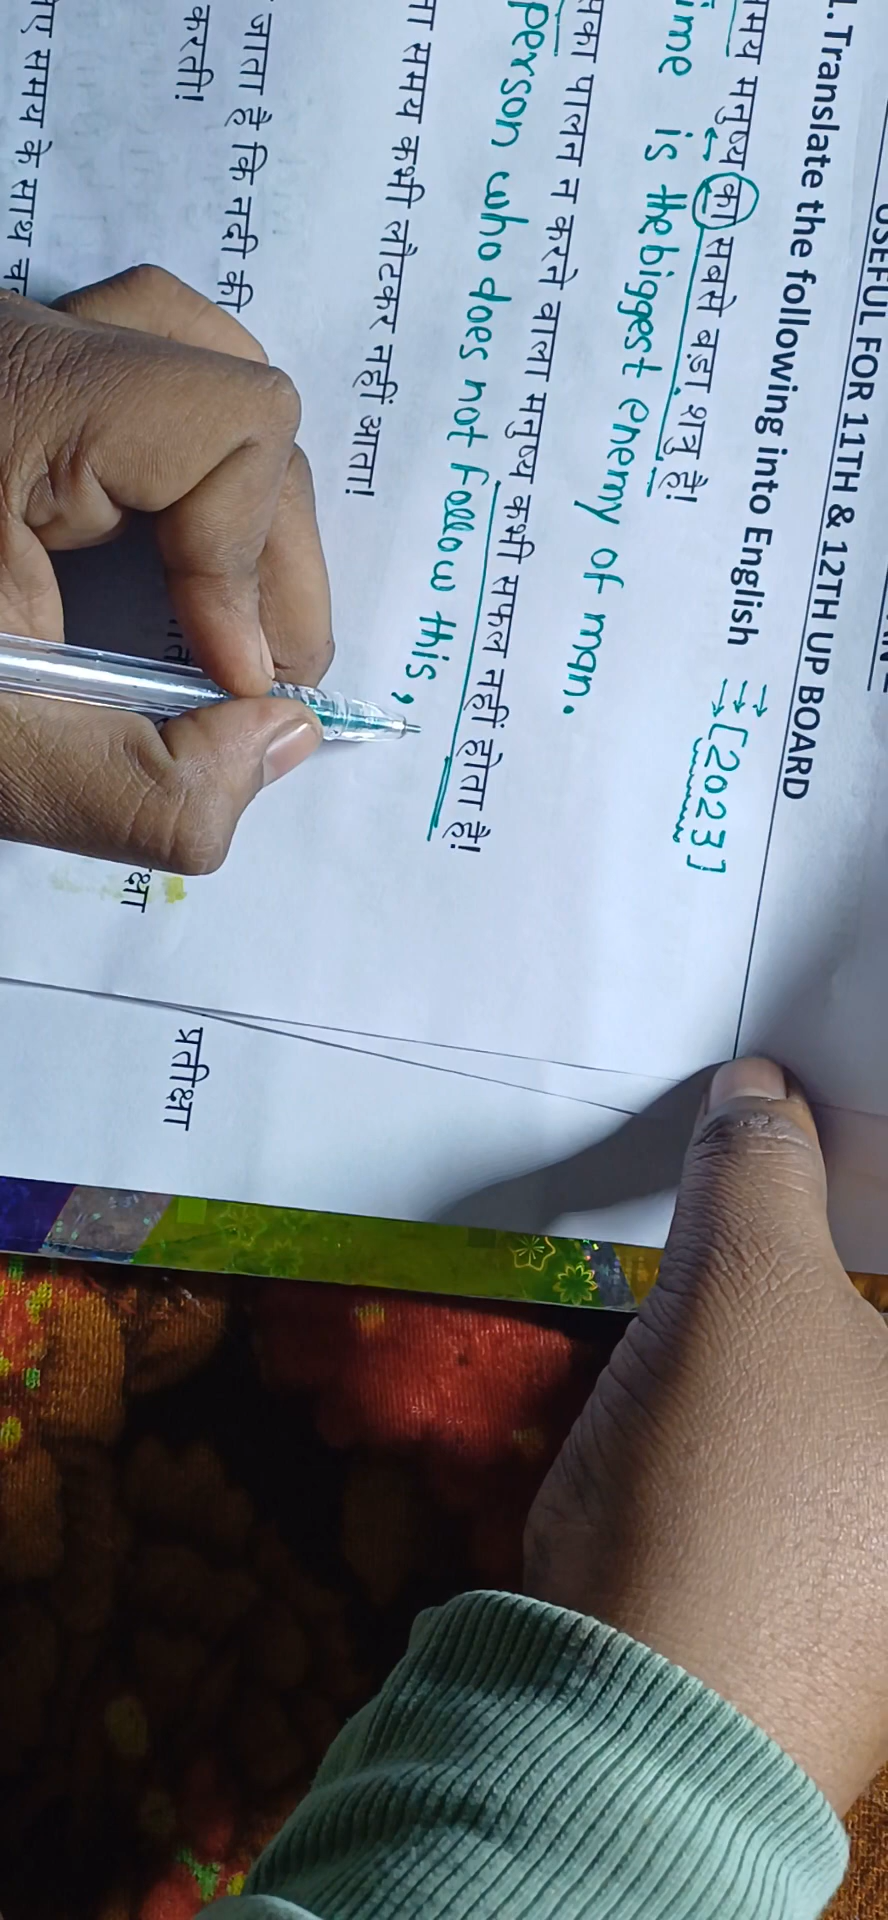 USEFUL FOR 11TH & 12TH UP BOARD
1. Translate the following into English ⇉ [2023]
मनुष्य का सबसे बड़ा शत्रु है!
is the biggest enemy of man.
पालन न करने वाला मनुष्य कभी सफल नहीं होता है!
person who does not follow this,
समय कभी लौटकर नहीं आता!
जाता है कि नदी की
करती!
समय के साथ
प्रतीक्षा